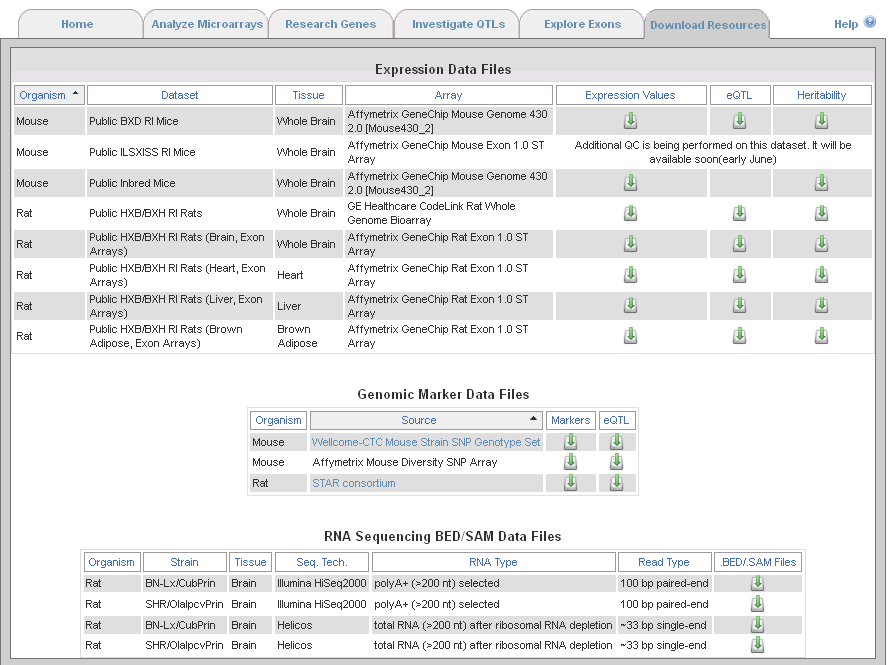 Home Analyze Microarrays Research Genes Investigate QTLs Explore Exons Download Resources Help
Expression Data Files
Organism Dataset Tissue Array Expression Values eQTL Heritability
Mouse Public BXD RI Mice Whole Brain Affymetrix GeneChip Mouse Genome 430
2.0 [Mouse430_2]
Mouse Public ILSXISS RI Mice Whole Brain Affymetrix GeneChip Mouse Exon 1.0 ST
Array
Additional QC is being performed on this dataset. It will be
available soon(early June)
Mouse Public Inbred Mice Whole Brain Affymetrix GeneChip Mouse Genome 430
2.0 [Mouse430_2]
Rat Public HXB/BXH RI Rats Whole Brain GE Healthcare CodeLink Rat Whole
Genome Bioarray
Rat Public HXB/BXH RI Rats (Brain, Exon
Arrays)
Whole Brain Affymetrix GeneChip Rat Exon 1.0 ST
Array
Rat Public HXB/BXH RI Rats (Heart, Exon
Arrays)
Heart Affymetrix GeneChip Rat Exon 1.0 ST
Array
Rat Public HXB/BXH RI Rats (Liver, Exon
Arrays)
Liver Affymetrix GeneChip Rat Exon 1.0 ST
Array
Rat Public HXB/BXH RI Rats (Brown
Adipose, Exon Arrays)
Brown
Adipose
Affymetrix GeneChip Rat Exon 1.0 ST
Array
Genomic Marker Data Files
Organism Source Markers eQTL
Mouse Wellcome-CTC Mouse Strain SNP Genotype Set
Mouse Affymetrix Mouse Diversity SNP Array
Rat STAR consortium
RNA Sequencing BED/SAM Data Files
Organism Strain Tissue Seq. Tech. RNA Type Read Type .BED/.SAM Files
Rat BN-Lx/CubPrin Brain Illumina HiSeq2000 polyA+ (>200 nt) selected 100 bp paired-end
Rat SHR/OlaIpcvPrin Brain Illumina HiSeq2000 polyA+ (>200 nt) selected 100 bp paired-end
Rat BN-Lx/CubPrin Brain Helicos total RNA (>200 nt) after ribosomal RNA depletion ~33 bp single-end
Rat SHR/OlaIpcvPrin Brain Helicos total RNA (>200 nt) after ribosomal RNA depletion ~33 bp single-end